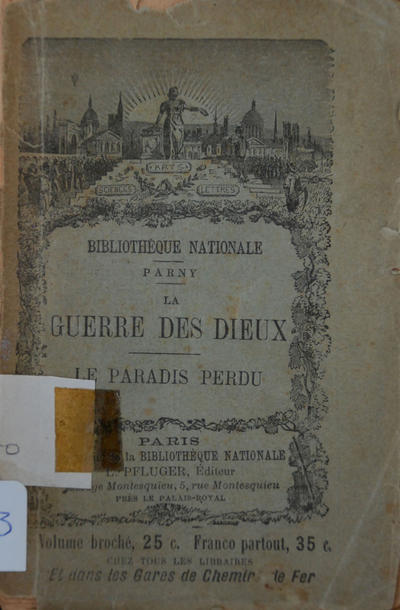 ARTS
SCIENCES
LETTRES
BIBLIOTHÈQUE NATIONALE
PARNY
LA
GUERRE DES DIEUX
LE PARADIS PERDU
PARIS
la BIBLIOTHÈQUE NATIONALE
L. PFLUGER, Éditeur
Montesquieu, 5, rue Montesquieu
PRÈS LE PALAIS-ROYAL
Volume broché, 25 c. Franco partout, 35 c.
CHEZ TOUS LES LIBRAIRES
Et dans les Gares de Chemin de Fer
3